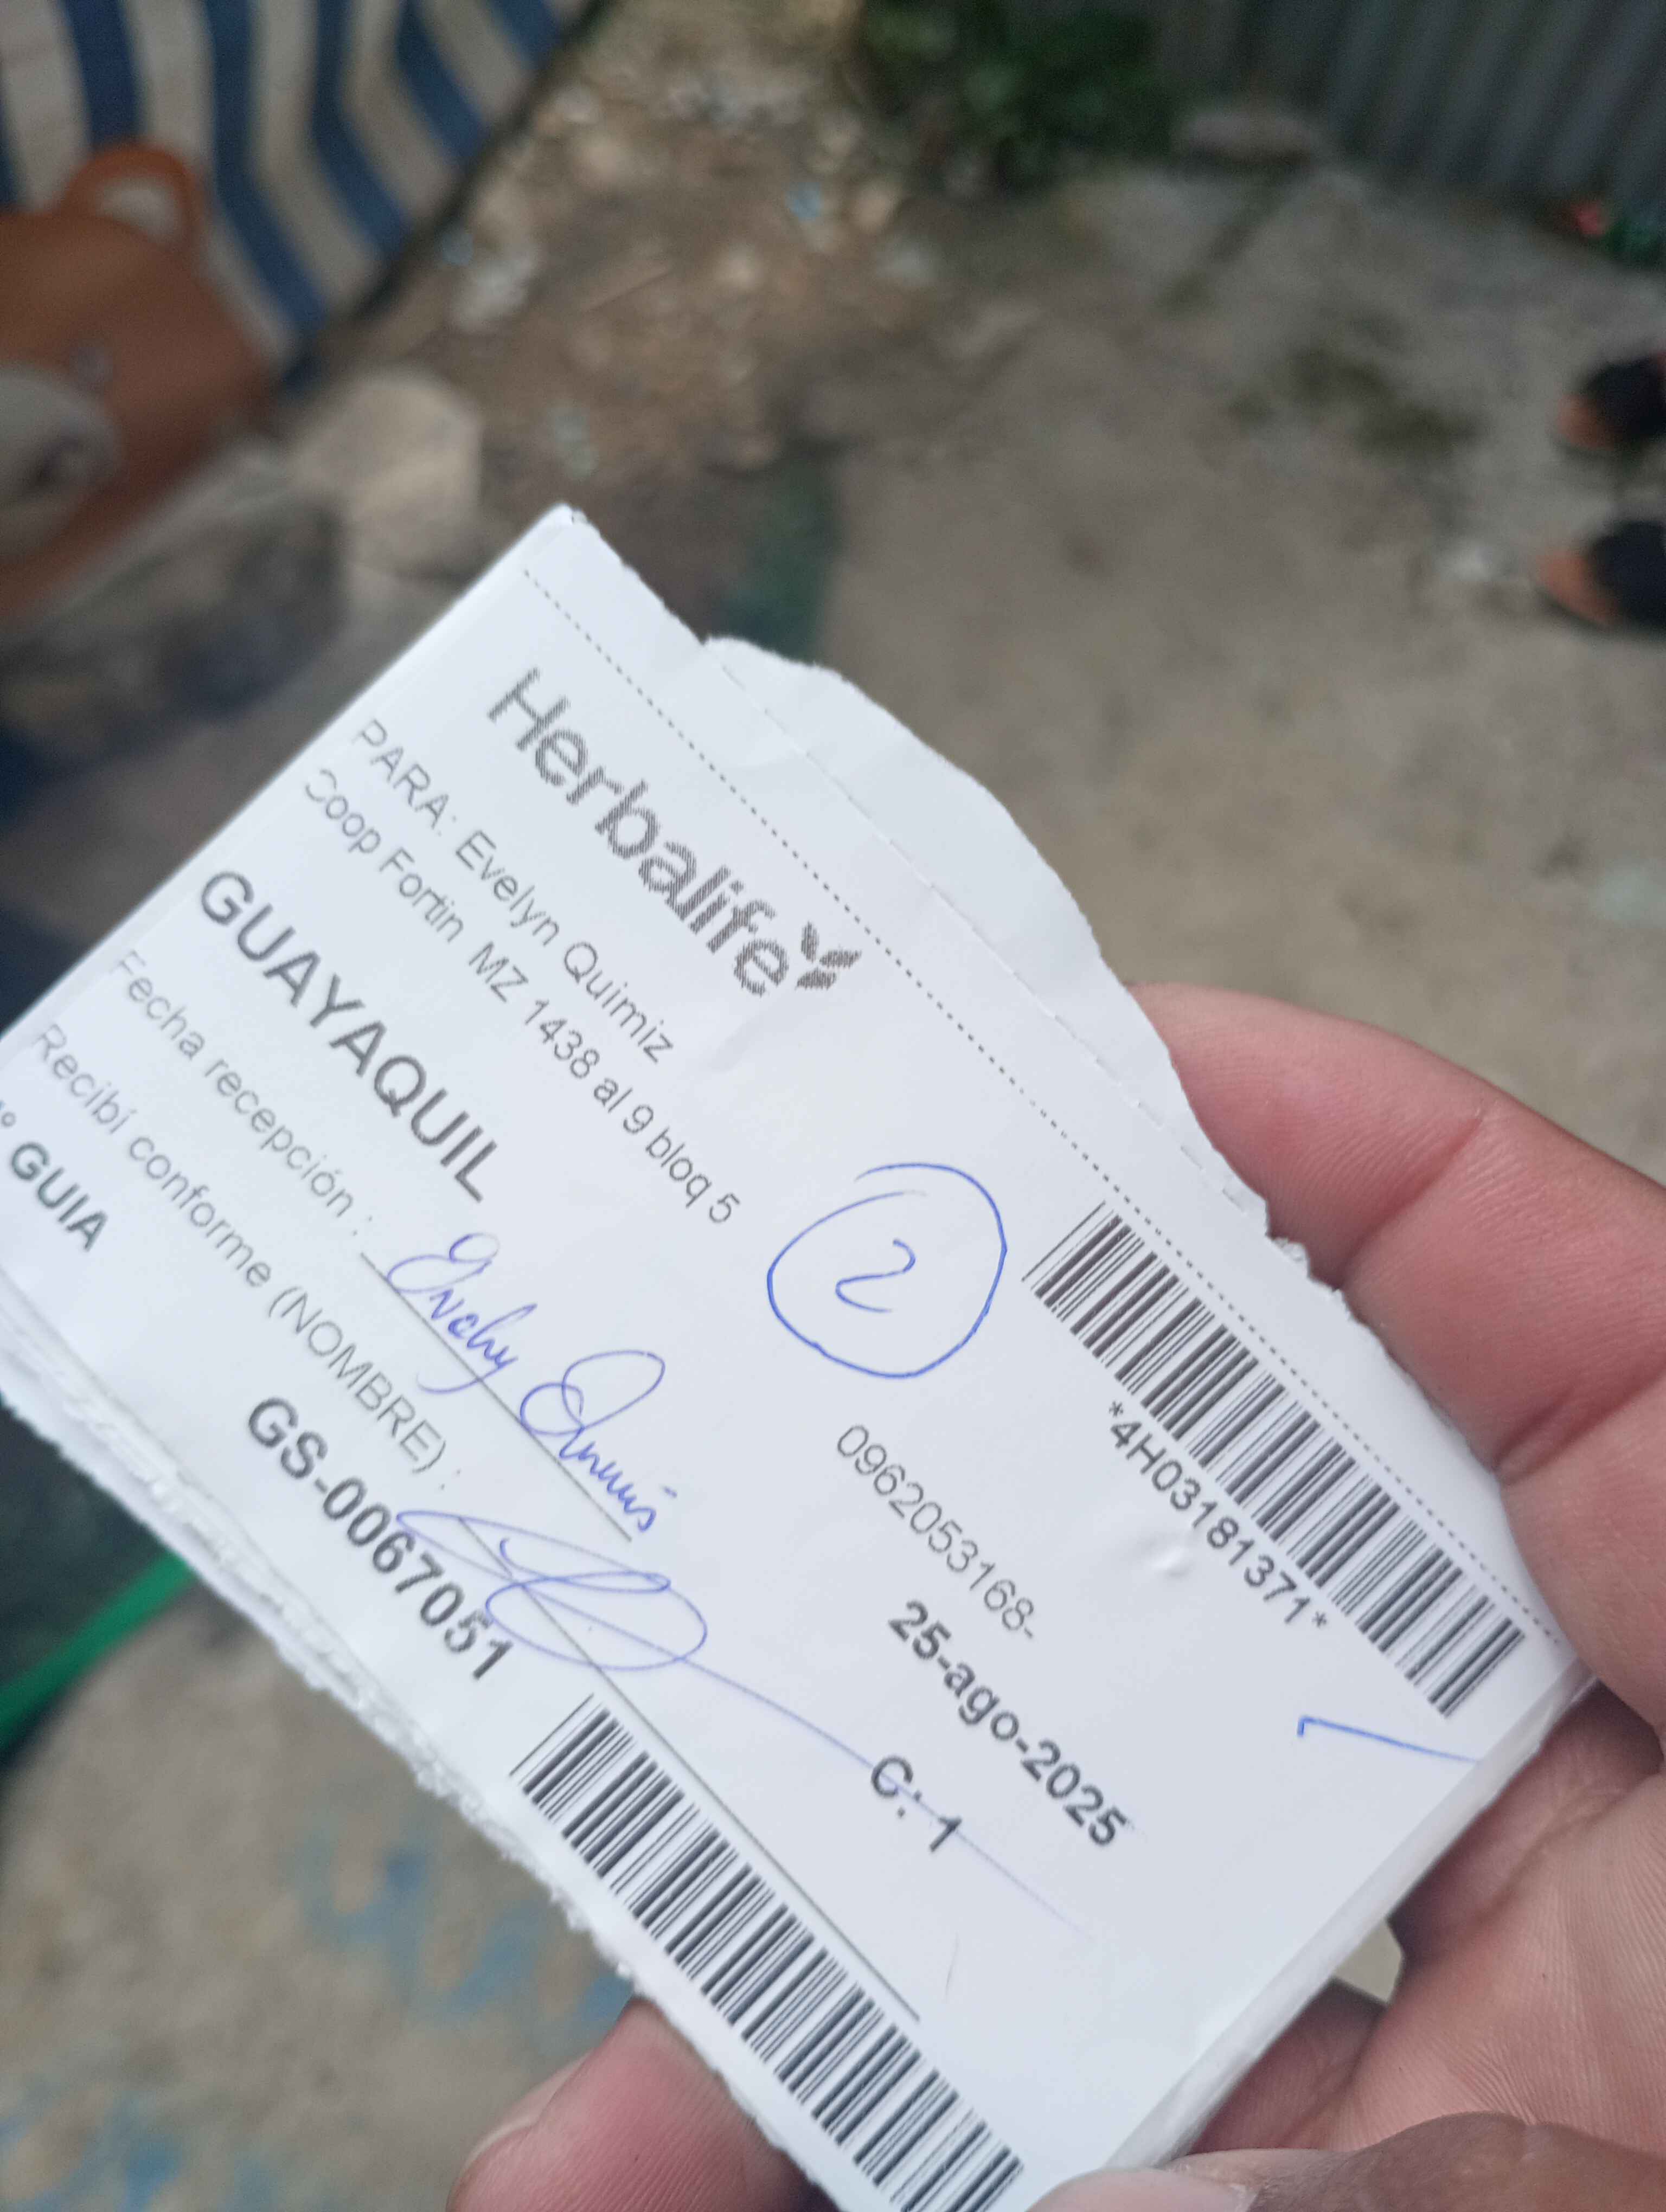 Herbalife
*4H03181371*
PARA: Evelyn Quimiz
Coop Fortin MZ 1438 al 9 bloq 5
2
0962053168-
GUAYAQUIL
25-ago-2025
Fecha recepción :
C: 1
Recibí conforme (NOMBRE) :
° GUIA
GS-0067051